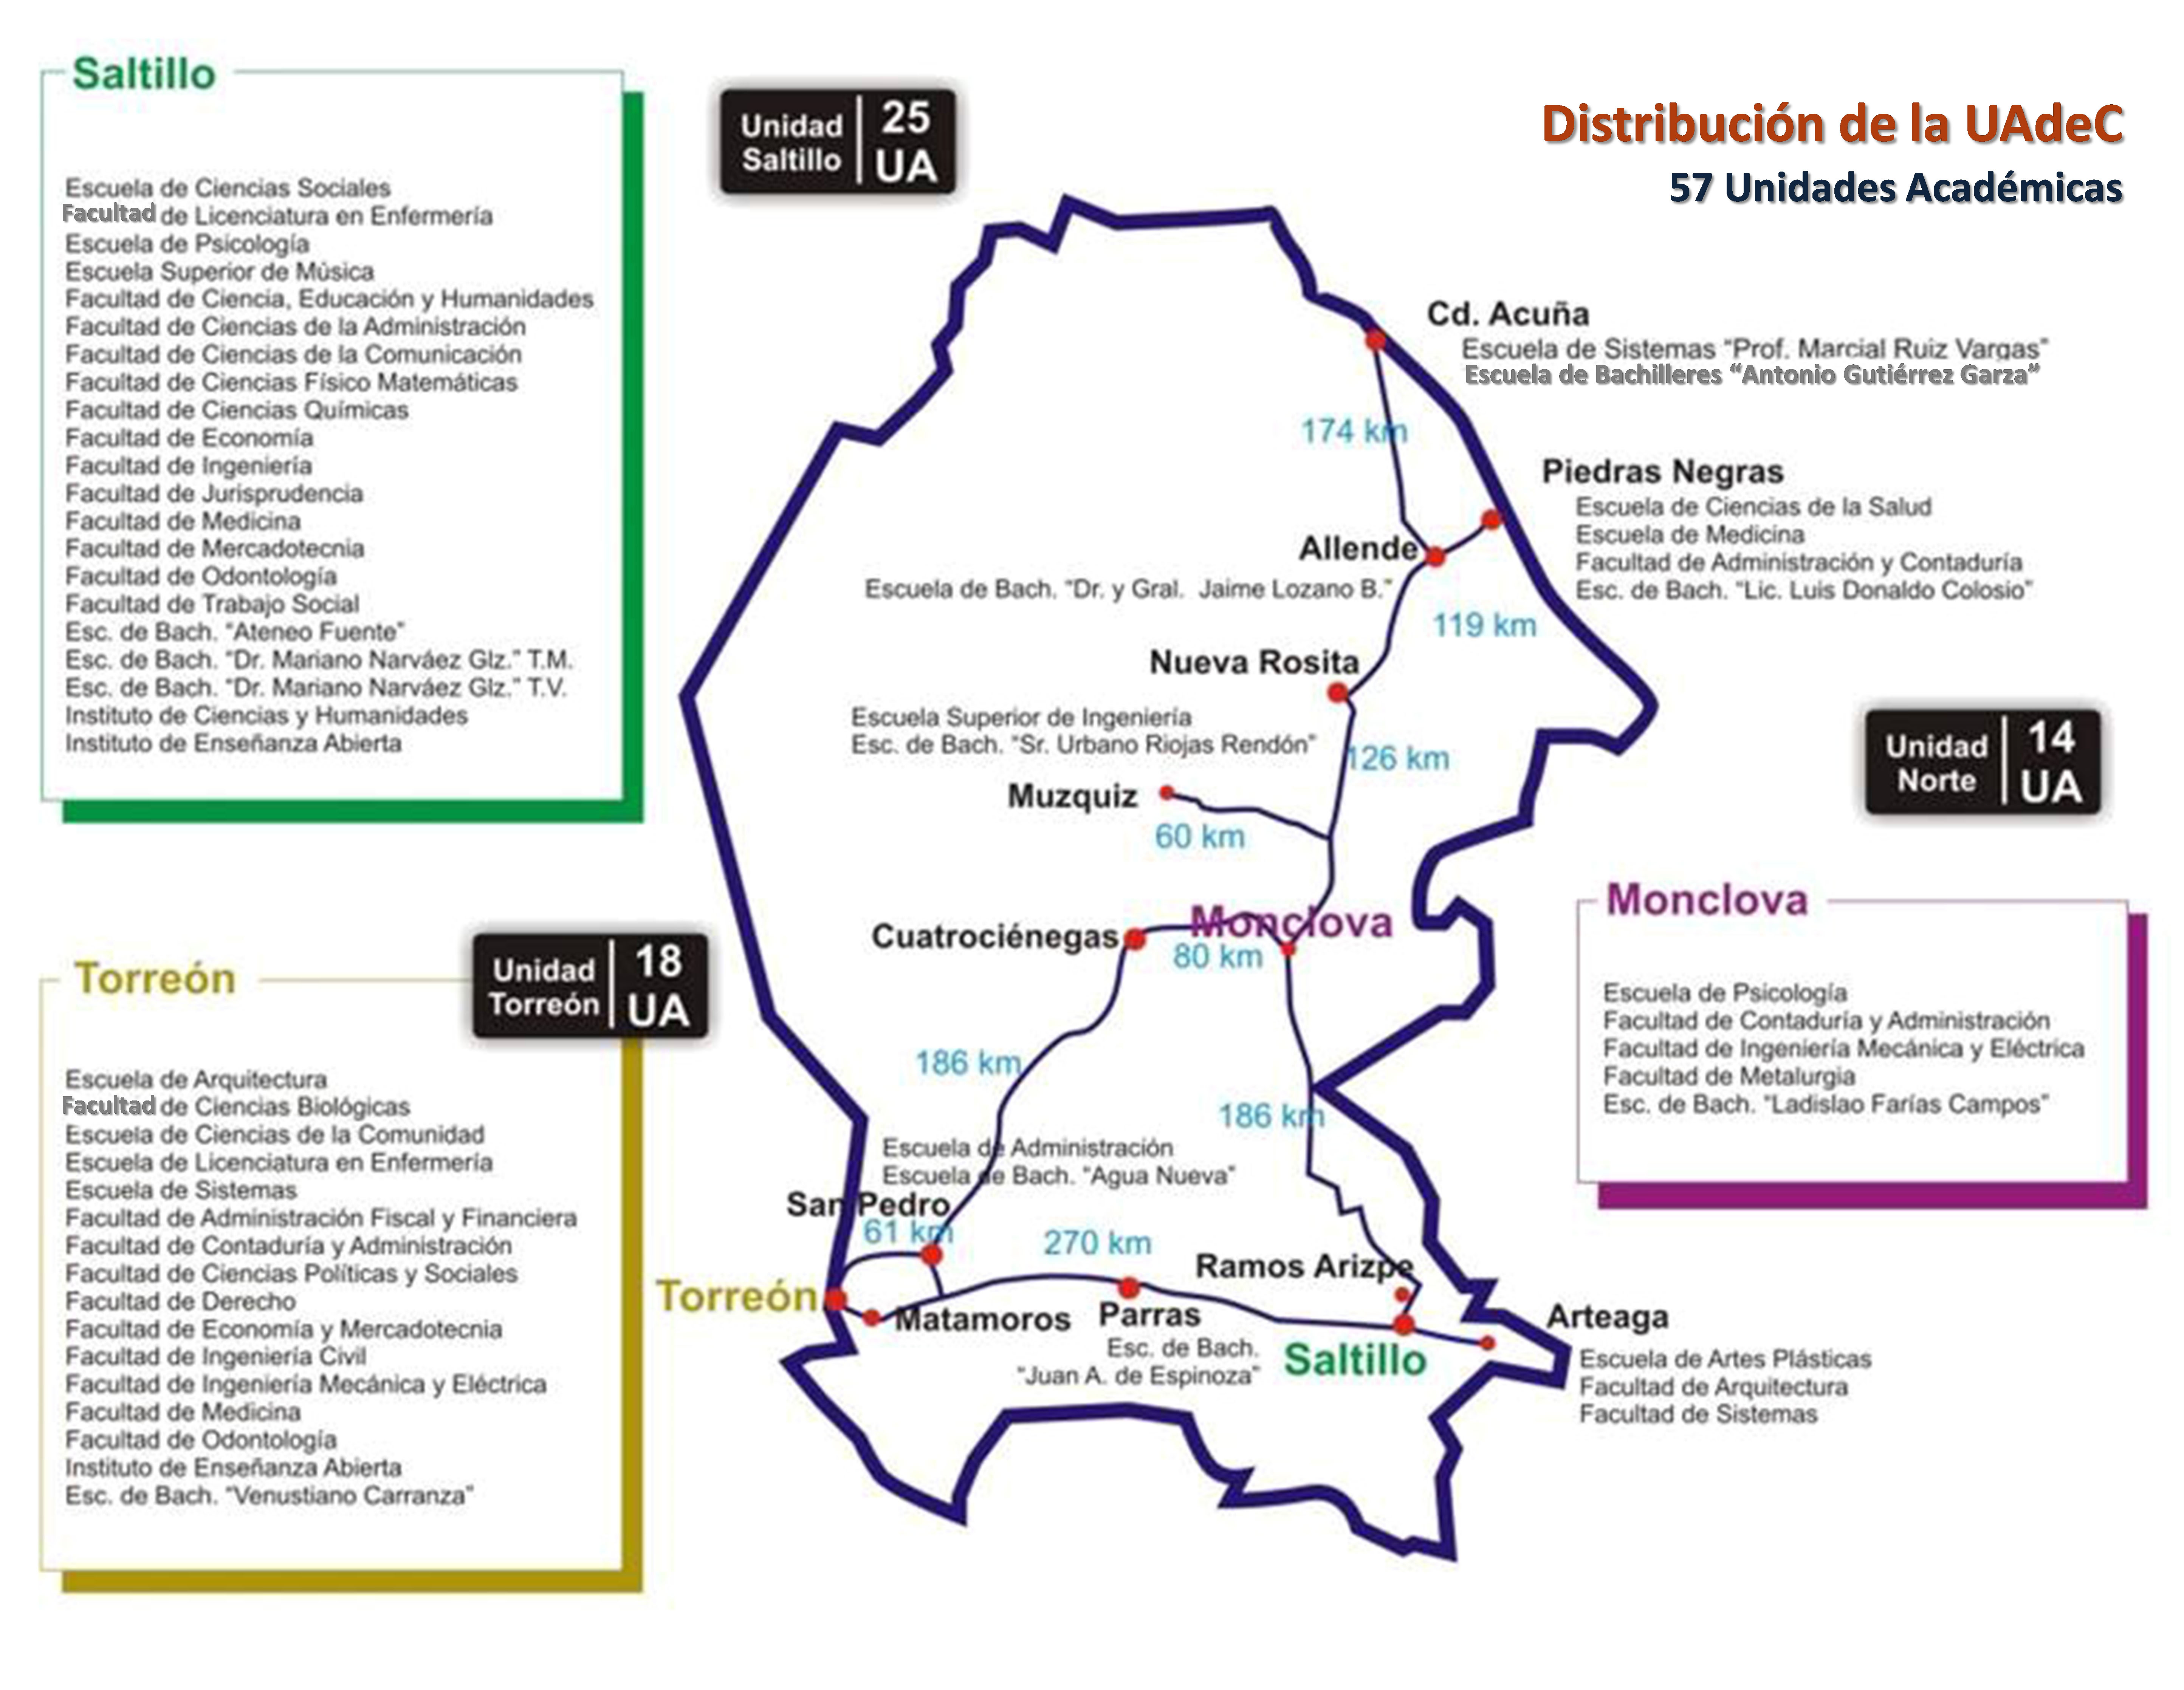 Saltillo
Escuela de Ciencias Sociales
Facultad de Licenciatura en Enfermería
Escuela de Psicología
Escuela Superior de Música
Facultad de Ciencia, Educación y Humanidades
Facultad de Ciencias de la Administración
Facultad de Ciencias de la Comunicación
Facultad de Ciencias Físico Matemáticas
Facultad de Ciencias Químicas
Facultad de Economía
Facultad de Ingeniería
Facultad de Jurisprudencia
Facultad de Medicina
Facultad de Mercadotecnia
Facultad de Odontología
Facultad de Trabajo Social
Esc. de Bach. “Ateneo Fuente”
Esc. de Bach. “Dr. Mariano Narváez Glz.” T.M.
Esc. de Bach. “Dr. Mariano Narváez Glz.” T.V.
Instituto de Ciencias y Humanidades
Instituto de Enseñanza Abierta
Unidad Saltillo
25 UA
Distribución de la UAdeC
57 Unidades Académicas
Cd. Acuña
Escuela de Sistemas “Prof. Marcial Ruiz Vargas”
Escuela de Bachilleres “Antonio Gutiérrez Garza”
174 km
Piedras Negras
Escuela de Ciencias de la Salud
Escuela de Medicina
Facultad de Administración y Contaduría
Esc. de Bach. “Lic. Luis Donaldo Colosio”
Allende
Escuela de Bach. “Dr. y Gral. Jaime Lozano B.”
119 km
Nueva Rosita
Escuela Superior de Ingeniería
Esc. de Bach. “Sr. Urbano Riojas Rendón”
126 km
Muzquiz
60 km
Unidad Norte
14 UA
Cuatrociénegas
Monclova
80 km
186 km
186 km
Monclova
Escuela de Psicología
Facultad de Contaduría y Administración
Facultad de Ingeniería Mecánica y Eléctrica
Facultad de Metalurgia
Esc. de Bach. “Ladislao Farías Campos”
Unidad Torreón
18 UA
Torreón
Escuela de Arquitectura
Facultad de Ciencias Biológicas
Escuela de Ciencias de la Comunidad
Escuela de Licenciatura en Enfermería
Escuela de Sistemas
Facultad de Administración Fiscal y Financiera
Facultad de Contaduría y Administración
Facultad de Ciencias Políticas y Sociales
Facultad de Derecho
Facultad de Economía y Mercadotecnia
Facultad de Ingeniería Civil
Facultad de Ingeniería Mecánica y Eléctrica
Facultad de Medicina
Facultad de Odontología
Instituto de Enseñanza Abierta
Esc. de Bach. “Venustiano Carranza”
Escuela de Administración
Escuela de Bach. “Agua Nueva”
San Pedro
61 km
270 km
Ramos Arizpe
Torreón
Matamoros
Parras
Esc. de Bach.
“Juan A. de Espinoza”
Saltillo
Arteaga
Escuela de Artes Plásticas
Facultad de Arquitectura
Facultad de Sistemas